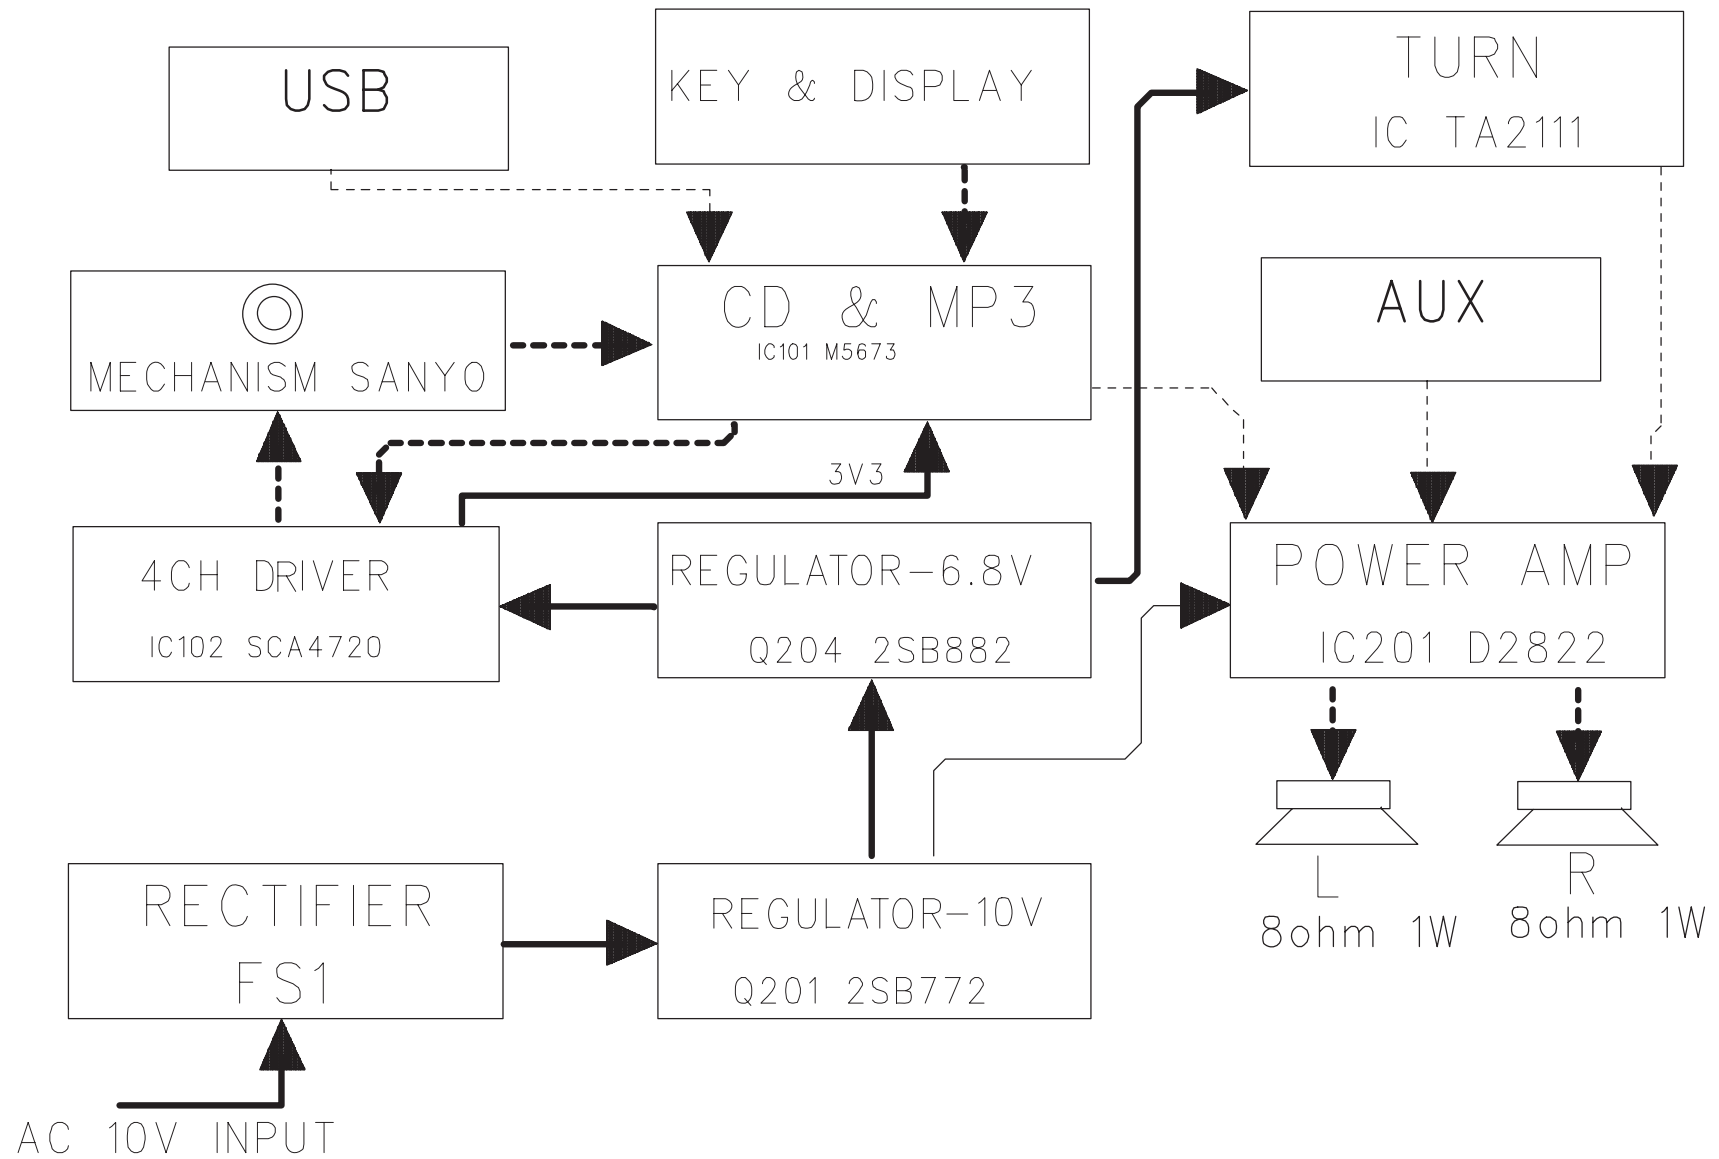 USB
KEY & DISPLAY
TURN
IC TA2111
MECHANISM SANYO
CD & MP3
IC101 M5673
AUX
3V3
4CH DRIVER
IC102 SCA4720
REGULATOR-6.8V
Q204 2SB882
POWER AMP
IC201 D2822
RECTIFIER
FS1
REGULATOR-10V
Q201 2SB772
L
8ohm 1W
R
8ohm 1W
AC 10V INPUT